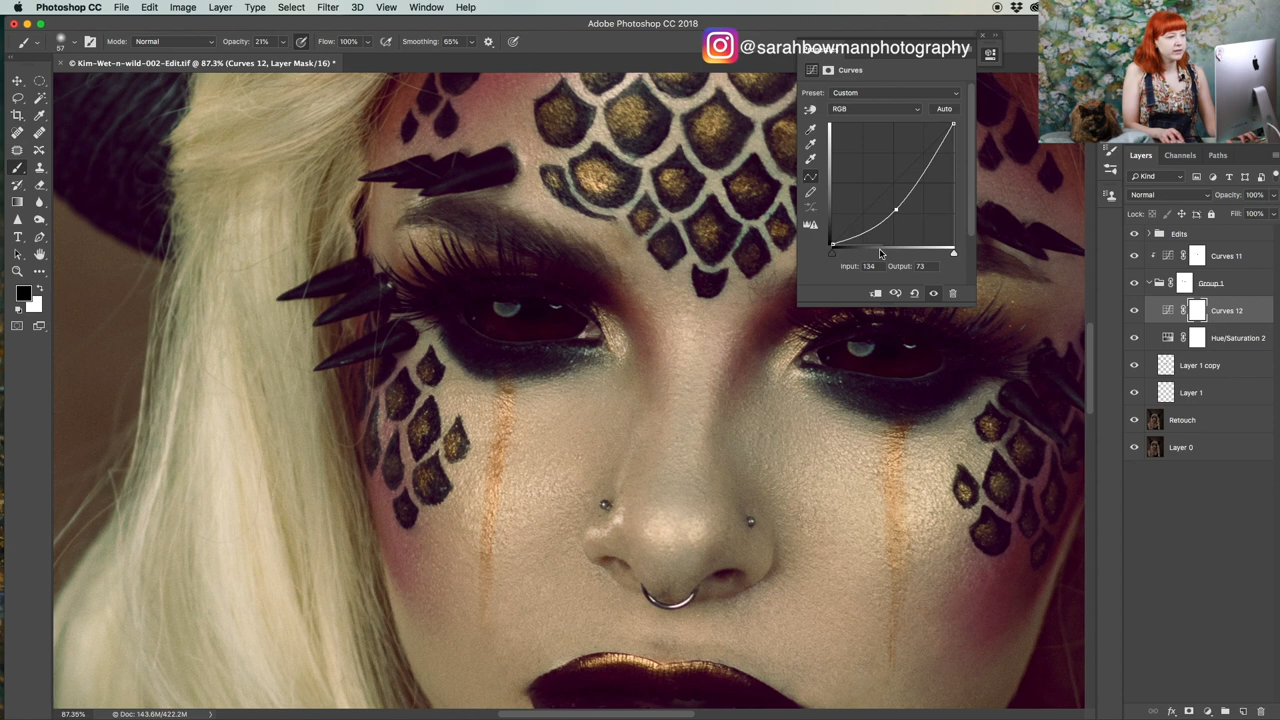 Photoshop CC File Edit Image Layer Type Select Filter 3D View Window Help
Adobe Photoshop CC 2018
57 Mode: Normal Opacity: 21% Flow: 100% Smoothing: 65%
@sarahbowmanphotography
© Kim-Wet-n-wild-002-Edit.tif @ 87.3% (Curves 12, Layer Mask/16) *
Curves
Preset: Custom
RGB Auto
Input: 134 Output: 73
Layers Channels Paths
Kind
Normal Opacity: 100%
Lock: Fill: 100%
Edits
Curves 11
Group 1
Curves 12
Hue/Saturation 2
Layer 1 copy
Layer 1
Retouch
Layer 0
fx
87.35% Doc: 143.6M/422.2M